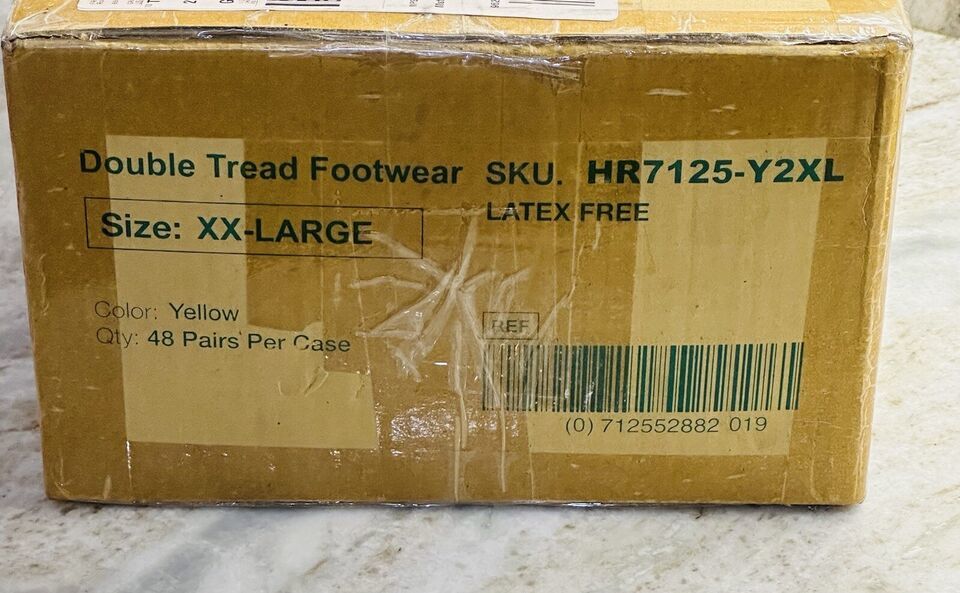 Double Tread Footwear SKU. HR7125-Y2XL
Size: XX-LARGE
LATEX FREE
Color: Yellow
Qty: 48 Pairs Per Case
REF
(0) 712552882 019